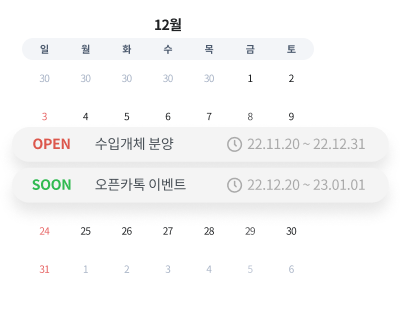 12월
일 월 화 수 목 금 토
30 30 30 30 30 1 2
3 4 5 6 7 8 9
OPEN 수입개체 분양 22.11.20 ~ 22.12.31
SOON 오픈카톡 이벤트 22.12.20 ~ 23.01.01
24 25 26 27 28 29 30
31 1 2 3 4 5 6